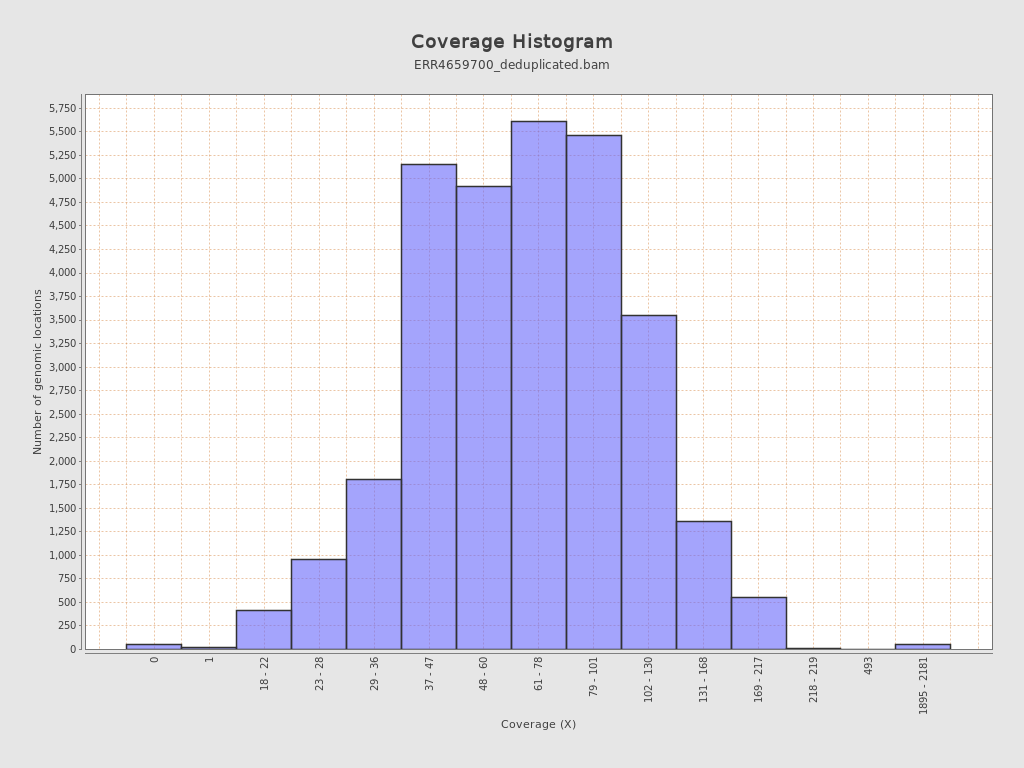 Coverage Histogram
ERR4659700_deduplicated.bam
Number of genomic locations
5,750
5,500
5,250
5,000
4,750
4,500
4,250
4,000
3,750
3,500
3,250
3,000
2,750
2,500
2,250
2,000
1,750
1,500
1,250
1,000
750
500
250
0
0
1
18 - 22
23 - 28
29 - 36
37 - 47
48 - 60
61 - 78
79 - 101
102 - 130
131 - 168
169 - 217
218 - 219
493
1895 - 2181
Coverage (X)